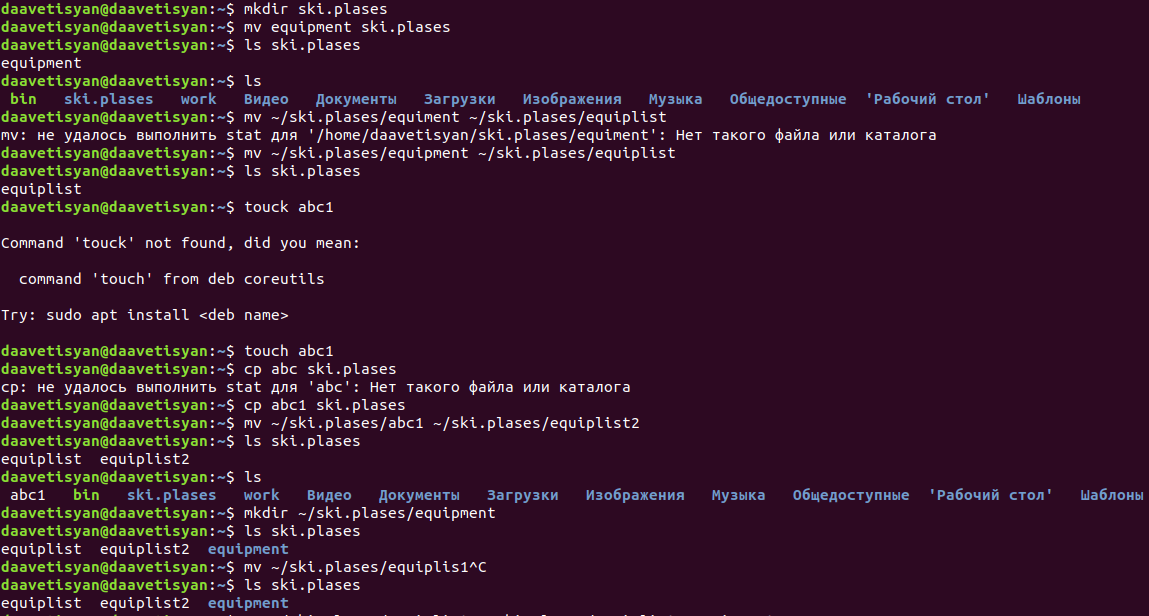 daavetisyan@daavetisyan:~$ mkdir ski.plases
daavetisyan@daavetisyan:~$ mv equipment ski.plases
daavetisyan@daavetisyan:~$ ls ski.plases
equipment
daavetisyan@daavetisyan:~$ ls
bin ski.plases work Видео Документы Загрузки Изображения Музыка Общедоступные 'Рабочий стол' Шаблоны
daavetisyan@daavetisyan:~$ mv ~/ski.plases/equiment ~/ski.plases/equiplist
mv: не удалось выполнить stat для '/home/daavetisyan/ski.plases/equiment': Нет такого файла или каталога
daavetisyan@daavetisyan:~$ mv ~/ski.plases/equipment ~/ski.plases/equiplist
daavetisyan@daavetisyan:~$ ls ski.plases
equiplist
daavetisyan@daavetisyan:~$ touck abc1
Command 'touck' not found, did you mean:
command 'touch' from deb coreutils
Try: sudo apt install <deb name>
daavetisyan@daavetisyan:~$ touch abc1
daavetisyan@daavetisyan:~$ cp abc ski.plases
cp: не удалось выполнить stat для 'abc': Нет такого файла или каталога
daavetisyan@daavetisyan:~$ cp abc1 ski.plases
daavetisyan@daavetisyan:~$ mv ~/ski.plases/abc1 ~/ski.plases/equiplist2
daavetisyan@daavetisyan:~$ ls ski.plases
equiplist equiplist2
daavetisyan@daavetisyan:~$ ls
abc1 bin ski.plases work Видео Документы Загрузки Изображения Музыка Общедоступные 'Рабочий стол' Шаблоны
daavetisyan@daavetisyan:~$ mkdir ~/ski.plases/equipment
daavetisyan@daavetisyan:~$ ls ski.plases
equiplist equiplist2 equipment
daavetisyan@daavetisyan:~$ mv ~/ski.plases/equiplis1^C
daavetisyan@daavetisyan:~$ ls ski.plases
equiplist equiplist2 equipment